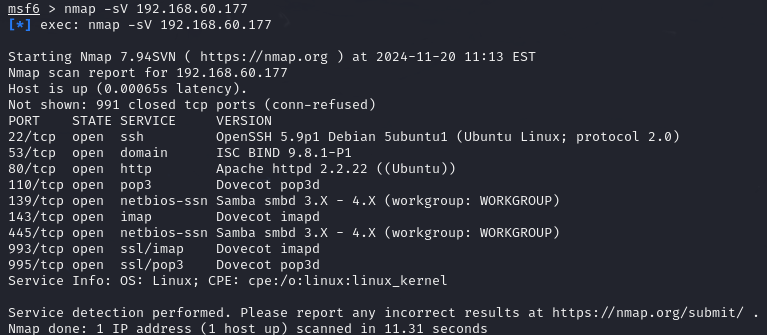 msf6 > nmap -sV 192.168.60.177
[*] exec: nmap -sV 192.168.60.177

Starting Nmap 7.94SVN ( https://nmap.org ) at 2024-11-20 11:13 EST
Nmap scan report for 192.168.60.177
Host is up (0.00065s latency).
Not shown: 991 closed tcp ports (conn-refused)
PORT    STATE SERVICE     VERSION
22/tcp  open  ssh         OpenSSH 5.9p1 Debian 5ubuntu1 (Ubuntu Linux; protocol 2.0)
53/tcp  open  domain      ISC BIND 9.8.1-P1
80/tcp  open  http        Apache httpd 2.2.22 ((Ubuntu))
110/tcp open  pop3        Dovecot pop3d
139/tcp open  netbios-ssn Samba smbd 3.X - 4.X (workgroup: WORKGROUP)
143/tcp open  imap        Dovecot imapd
445/tcp open  netbios-ssn Samba smbd 3.X - 4.X (workgroup: WORKGROUP)
993/tcp open  ssl/imap    Dovecot imapd
995/tcp open  ssl/pop3    Dovecot pop3d
Service Info: OS: Linux; CPE: cpe:/o:linux:linux_kernel

Service detection performed. Please report any incorrect results at https://nmap.org/submit/ .
Nmap done: 1 IP address (1 host up) scanned in 11.31 seconds